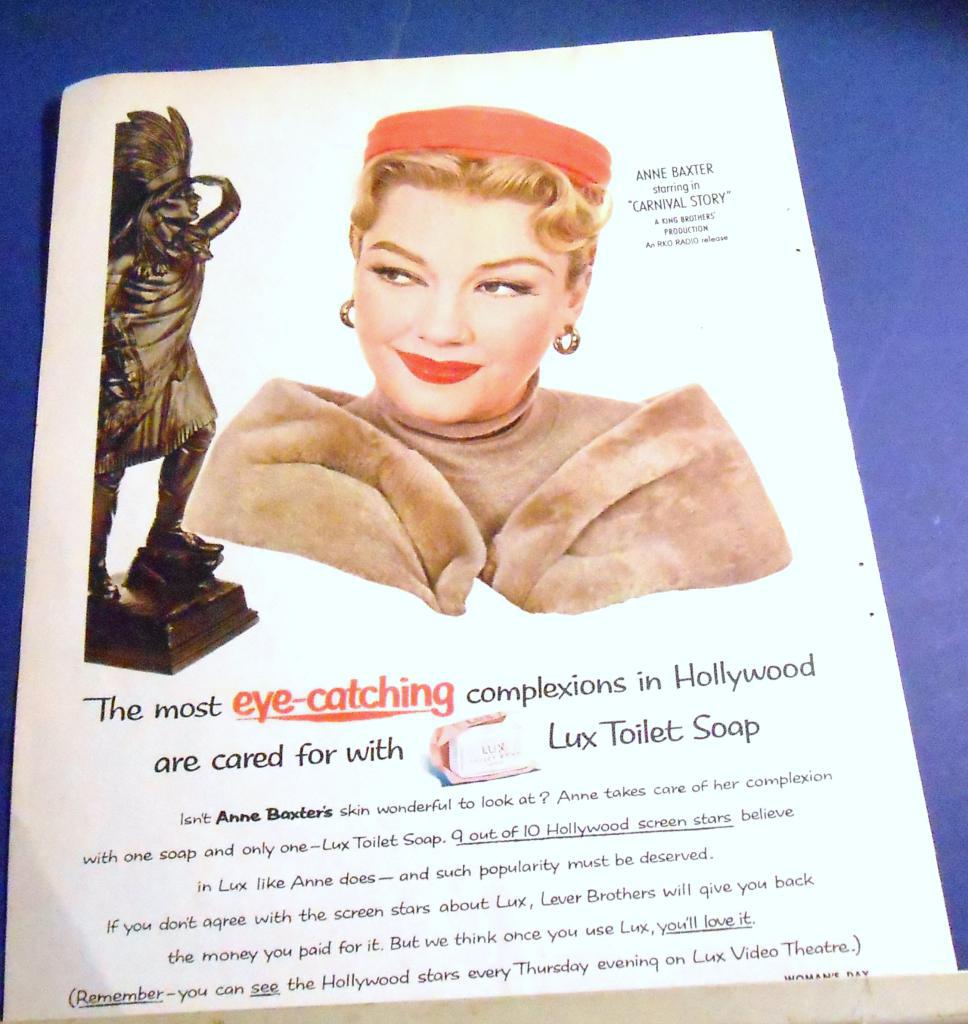 ANNE BAXTER
starring in
"CARNIVAL STORY"
A KING BROTHERS'
PRODUCTION
An RKO RADIO release
The most eye-catching complexions in Hollywood
are cared for with LUX Lux Toilet Soap
Isn't Anne Baxter's skin wonderful to look at? Anne takes care of her complexion
with one soap and only one—Lux Toilet Soap. 9 out of 10 Hollywood screen stars believe
in Lux like Anne does—and such popularity must be deserved.
If you don't agree with the screen stars about Lux, Lever Brothers will give you back
the money you paid for it. But we think once you use Lux, you'll love it.
(Remember—you can see the Hollywood stars every Thursday evening on Lux Video Theatre.)
WOMAN'S DAY